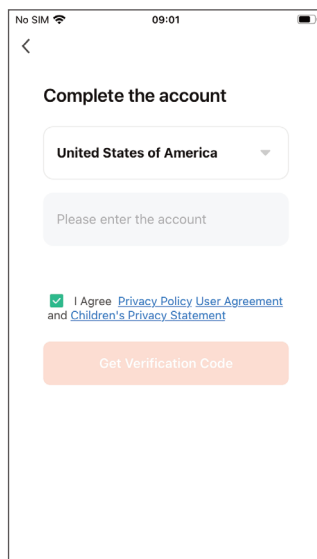 No SIM 09:01
Complete the account
United States of America
Please enter the account
I Agree Privacy Policy User Agreement
and Children's Privacy Statement
Get Verification Code